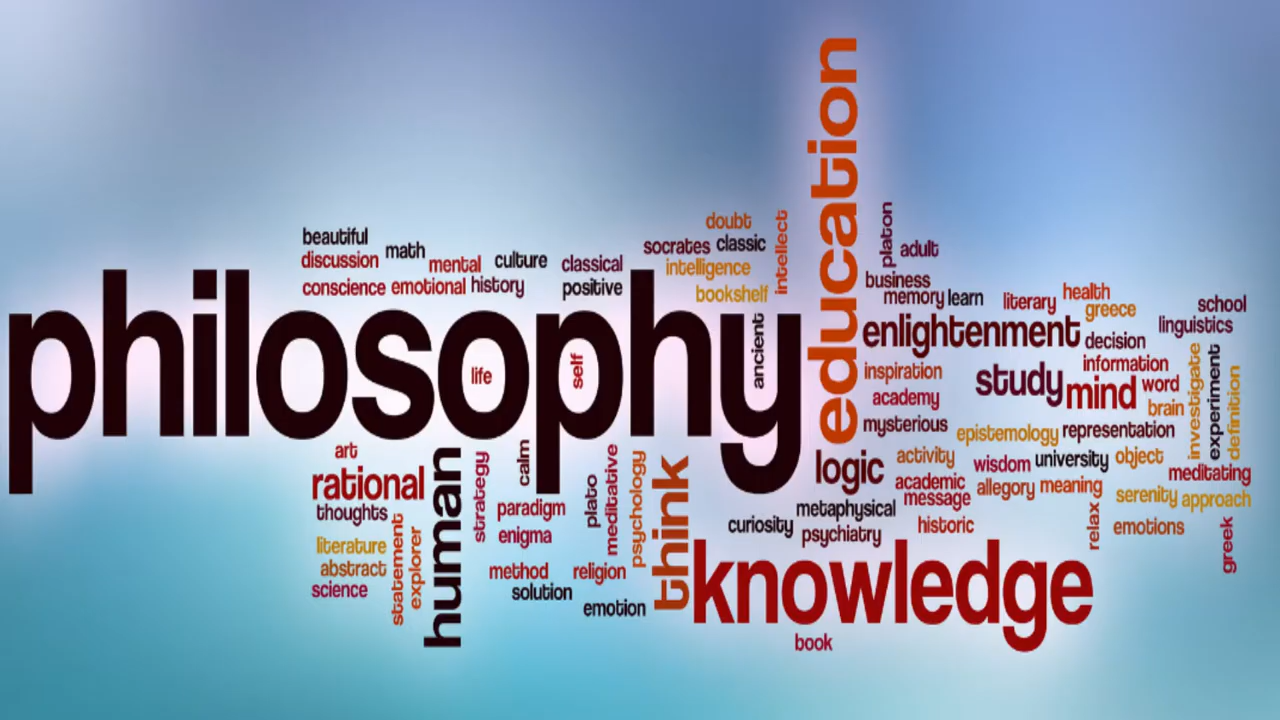 education
doubt
intellect
platon
beautiful
math
socrates classic
adult
discussion
mental
culture
classical
intelligence
business
conscience emotional history
positive
bookshelf
memory learn
literary
health
greece
school
philosophy
life
self
ancient
enlightenment
decision
linguistics
inspiration
study
mind
information
word
investigate
experiment
definition
academy
brain
mysterious
epistemology
representation
art
calm
logic
activity
wisdom
university
object
meditating
rational
human
strategy
plato
meditative
psychology
think
academic
allegory
meaning
thoughts
paradigm
metaphysical
message
serenity
approach
enigma
curiosity
psychiatry
historic
relax
emotions
greek
literature
statement
explorer
abstract
method
religion
knowledge
science
solution
emotion
book